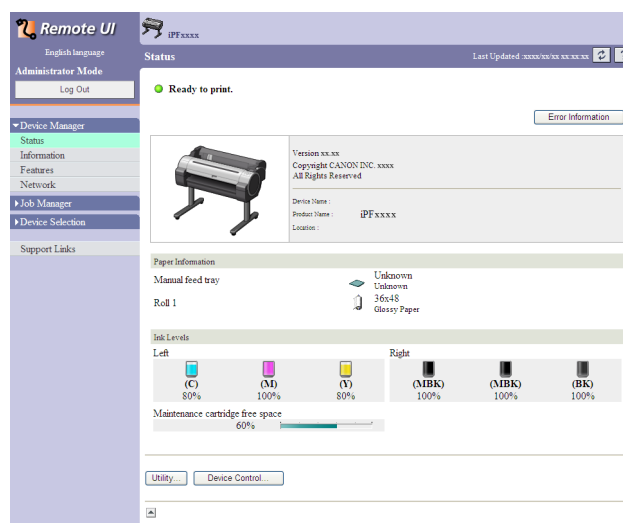 Remote UI
English language
Administrator Mode
Log Out
Device Manager
Status
Information
Features
Network
Job Manager
Device Selection
Support Links
iPFxxxx
Status
Last Updated :xxxx/xx/xx xx:xx:xx
Ready to print.
Error Information
Version xx.xx
Copyright CANON INC. xxxx
All Rights Reserved
Device Name :
Product Name : iPFxxxx
Location :
Paper Information
Manual feed tray Unknown
Unknown
Roll 1 36x48
Glossy Paper
Ink Levels
Left Right
(C) (M) (Y) (MBK) (MBK) (BK)
80% 100% 80% 100% 100% 100%
Maintenance cartridge free space
60%
Utility... Device Control...